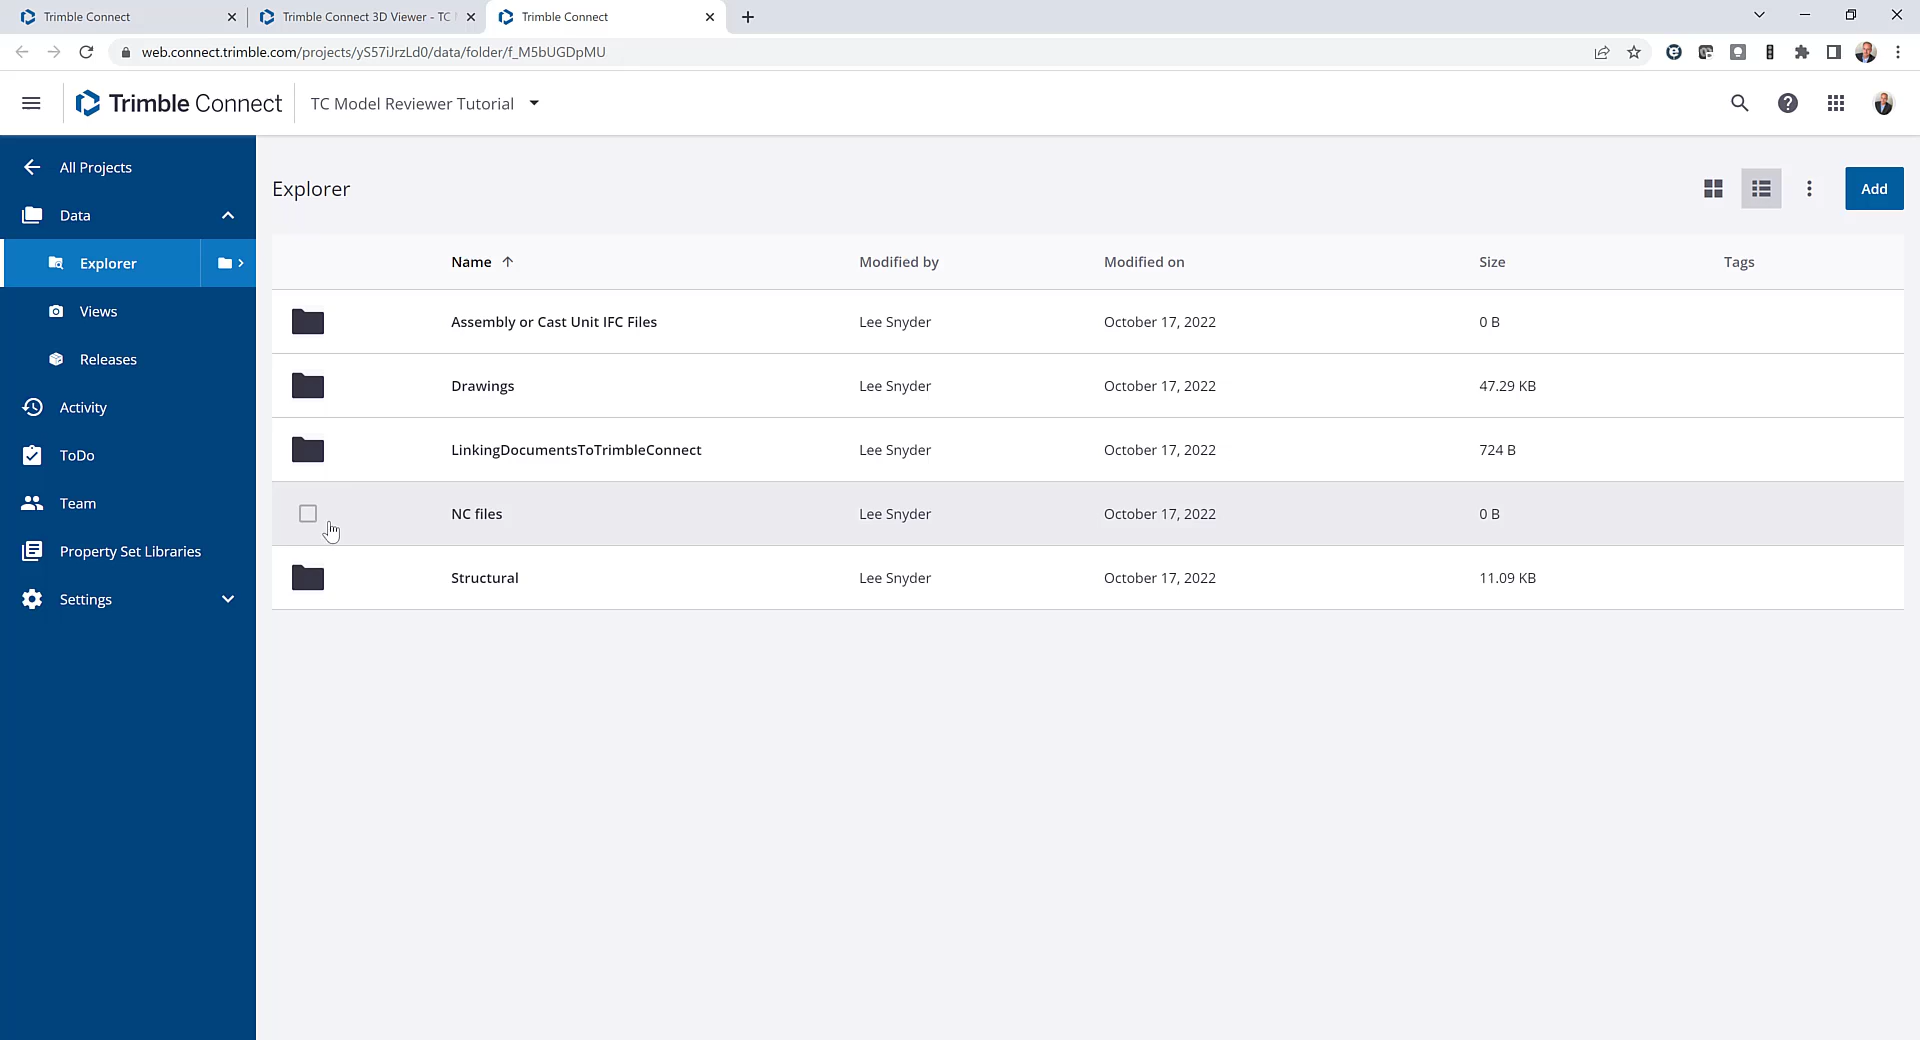 Trimble Connect
Trimble Connect 3D Viewer - TC
Trimble Connect
web.connect.trimble.com/projects/yS57iJrzLd0/data/folder/f_M5bUGDpMU
Trimble Connect
TC Model Reviewer Tutorial
All Projects
Data
Explorer
Views
Releases
Activity
ToDo
Team
Property Set Libraries
Settings
Explorer
Add
Name Modified by Modified on Size Tags
Assembly or Cast Unit IFC Files Lee Snyder October 17, 2022 0 B
Drawings Lee Snyder October 17, 2022 47.29 KB
LinkingDocumentsToTrimbleConnect Lee Snyder October 17, 2022 724 B
NC files Lee Snyder October 17, 2022 0 B
Structural Lee Snyder October 17, 2022 11.09 KB